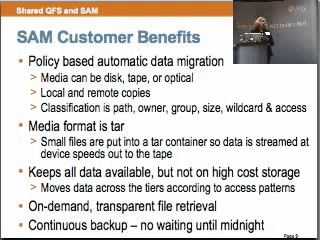 Shared QFS and SAM
SAM Customer Benefits
• Policy based automatic data migration
> Media can be disk, tape, or optical
> Local and remote copies
> Classification is path, owner, group, size, wildcard & access
• Media format is tar
> Small files are put into a tar container so data is streamed at
device speeds out to the tape
• Keeps all data available, but not on high cost storage
> Moves data across the tiers according to access patterns
• On-demand, transparent file retrieval
• Continuous backup – no waiting until midnight
Page 9